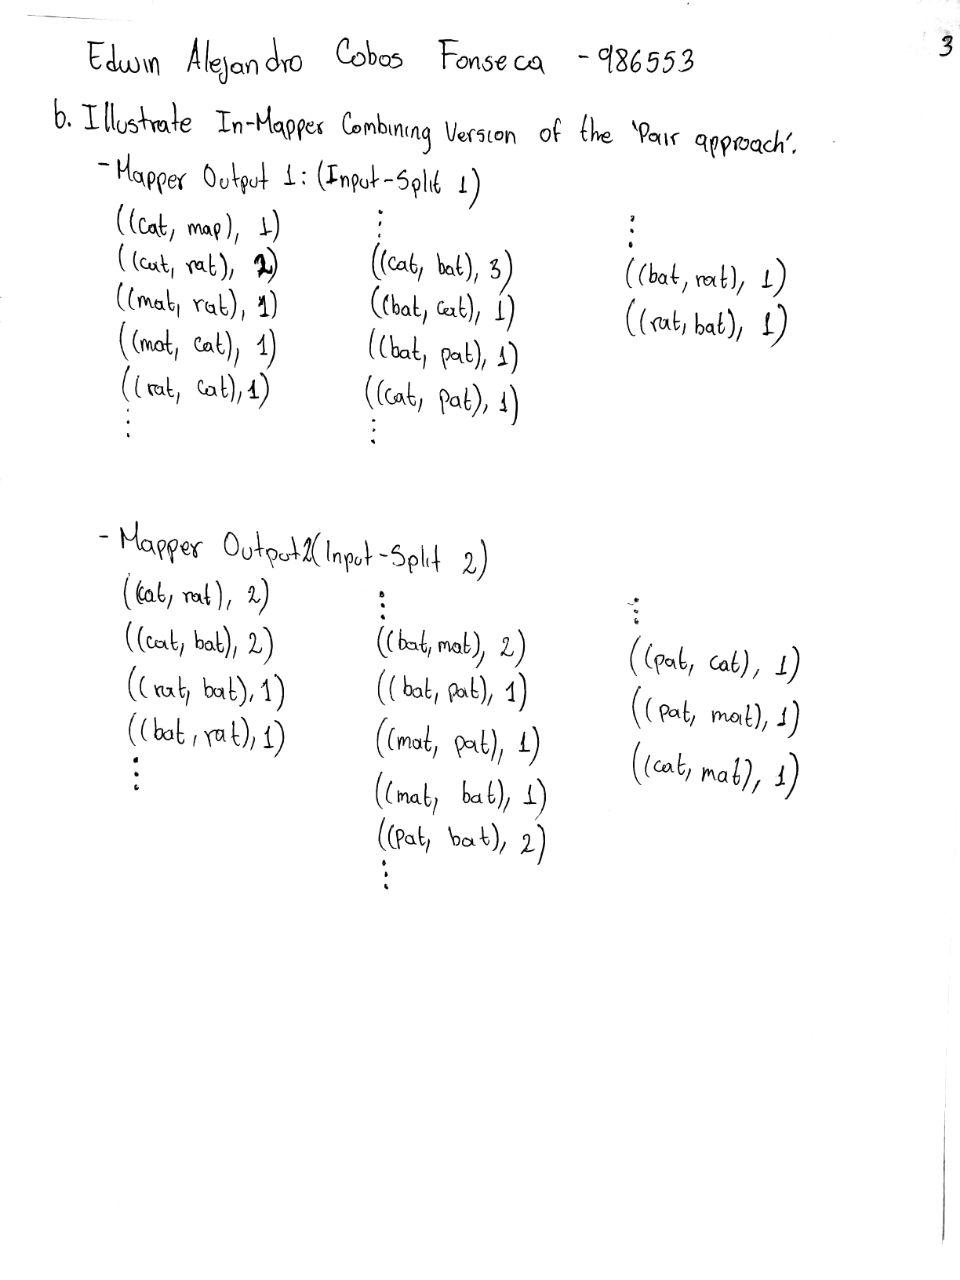 3
Edwin Alejandro Cobos Fonseca - 986553
b. Illustrate In-Mapper Combining Version of the 'Pair approach'.
- Mapper Output 1: (Input-Split 1)
((cat, map), 1)
((cat, rat), 2)
((mat, rat), 1)
((mat, cat), 1)
((rat, cat), 1)
((cat, bat), 3)
((bat, cat), 1)
((bat, pat), 1)
((cat, pat), 1)
((bat, rat), 1)
((rat, bat), 1)
- Mapper Output 2 (Input-Split 2)
((cat, rat), 2)
((cat, bat), 2)
((rat, bat), 1)
((bat, rat), 1)
((bat, mat), 2)
((bat, pat), 1)
((mat, pat), 1)
((mat, bat), 1)
((Pat, bat), 2)
((pat, cat), 1)
((pat, mat), 1)
((cat, mat), 1)